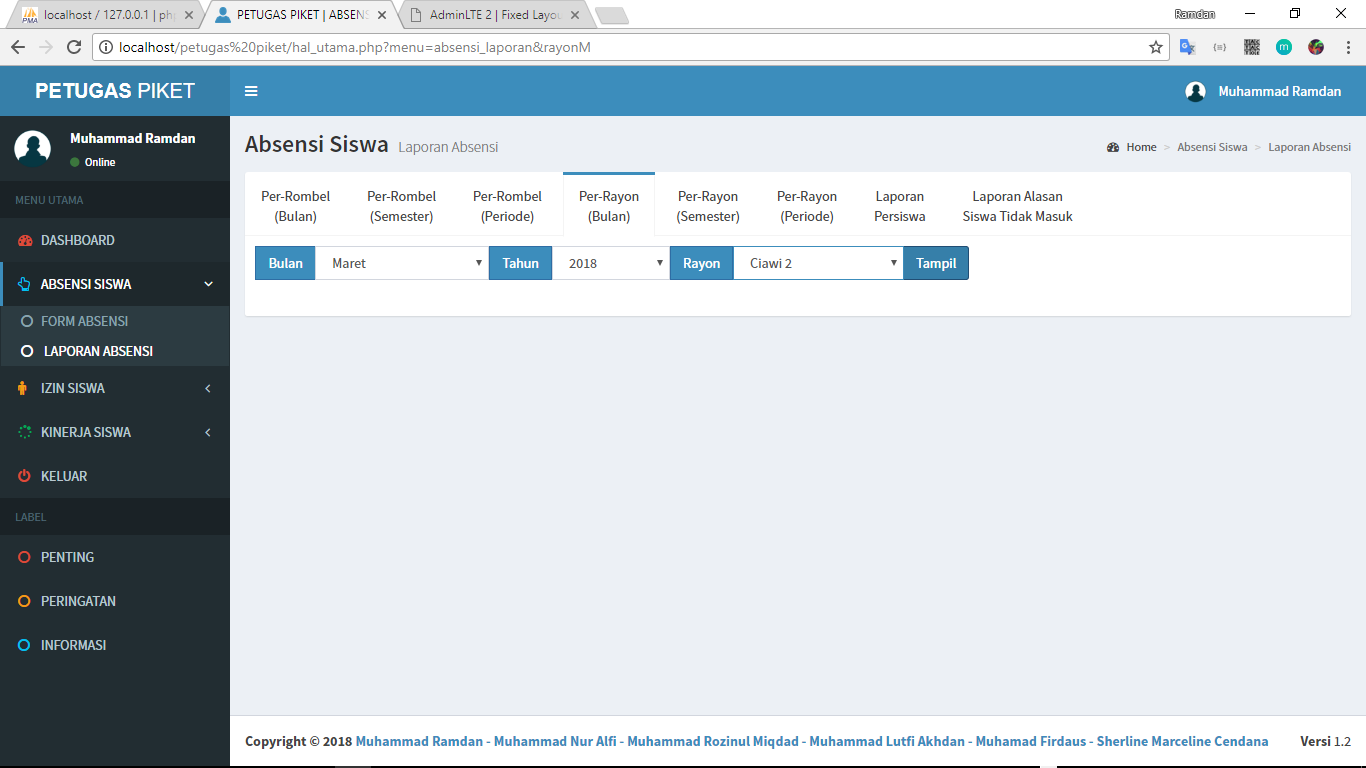 localhost / 127.0.0.1 | ph
PETUGAS PIKET | ABSENS
AdminLTE 2 | Fixed Layou
Ramdan
localhost/petugas%20piket/hal_utama.php?menu=absensi_laporan&rayonM
PETUGAS PIKET
Muhammad Ramdan
Muhammad Ramdan
Online
MENU UTAMA
DASHBOARD
ABSENSI SISWA
FORM ABSENSI
LAPORAN ABSENSI
IZIN SISWA
KINERJA SISWA
KELUAR
LABEL
PENTING
PERINGATAN
INFORMASI
Absensi Siswa Laporan Absensi
Home > Absensi Siswa > Laporan Absensi
Per-Rombel
(Bulan)
Per-Rombel
(Semester)
Per-Rombel
(Periode)
Per-Rayon
(Bulan)
Per-Rayon
(Semester)
Per-Rayon
(Periode)
Laporan
Persiswa
Laporan Alasan
Siswa Tidak Masuk
Bulan Maret Tahun 2018 Rayon Ciawi 2 Tampil
Copyright © 2018 Muhammad Ramdan - Muhammad Nur Alfi - Muhammad Rozinul Miqdad - Muhammad Lutfi Akhdan - Muhamad Firdaus - Sherline Marceline Cendana
Versi 1.2